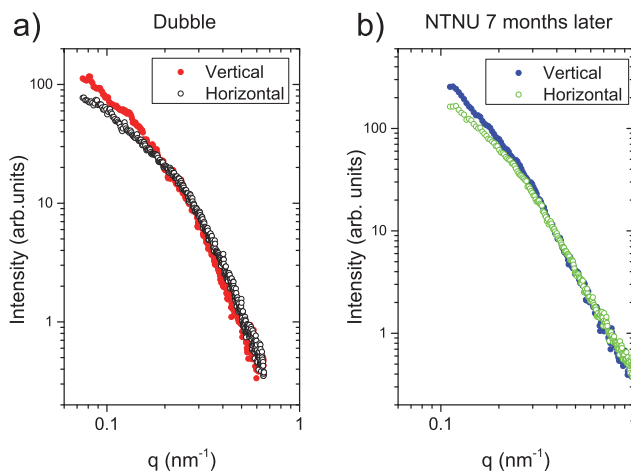 a)
Dubble
Vertical
Horizontal
100
10
1
0.1
1
Intensity (arb.units)
q (nm-1)
b)
NTNU 7 months later
Vertical
Horizontal
100
10
1
0.1
1
Intensity (arb. units)
q (nm-1)